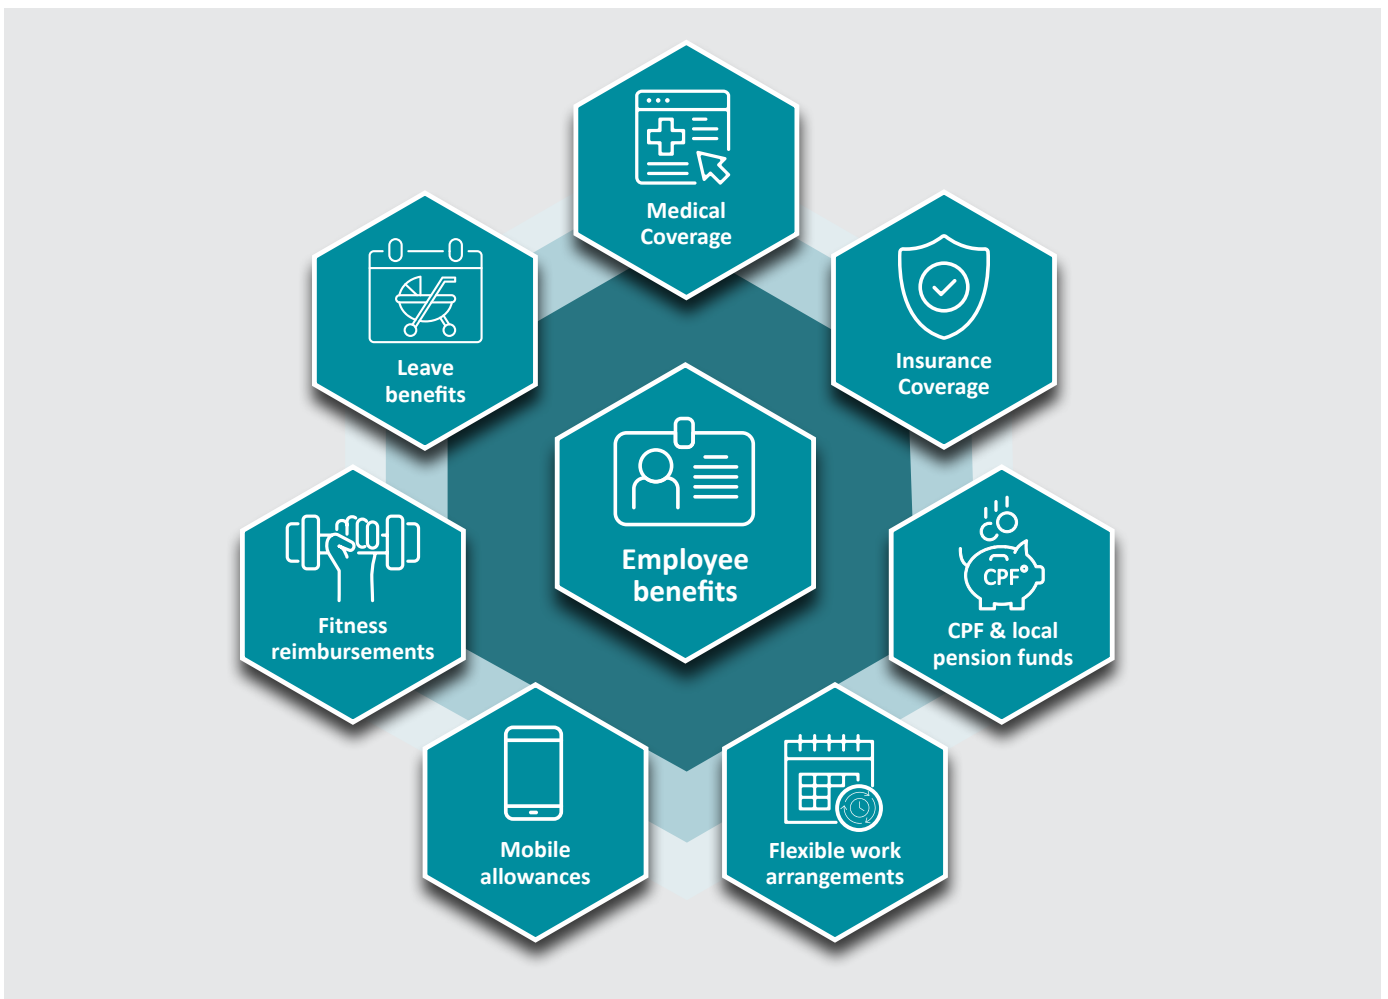 Medical
Coverage
Insurance
Coverage
Leave
benefits
Employee
benefits
CPF
CPF & local
pension funds
Fitness
reimbursements
Mobile
allowances
Flexible work
arrangements